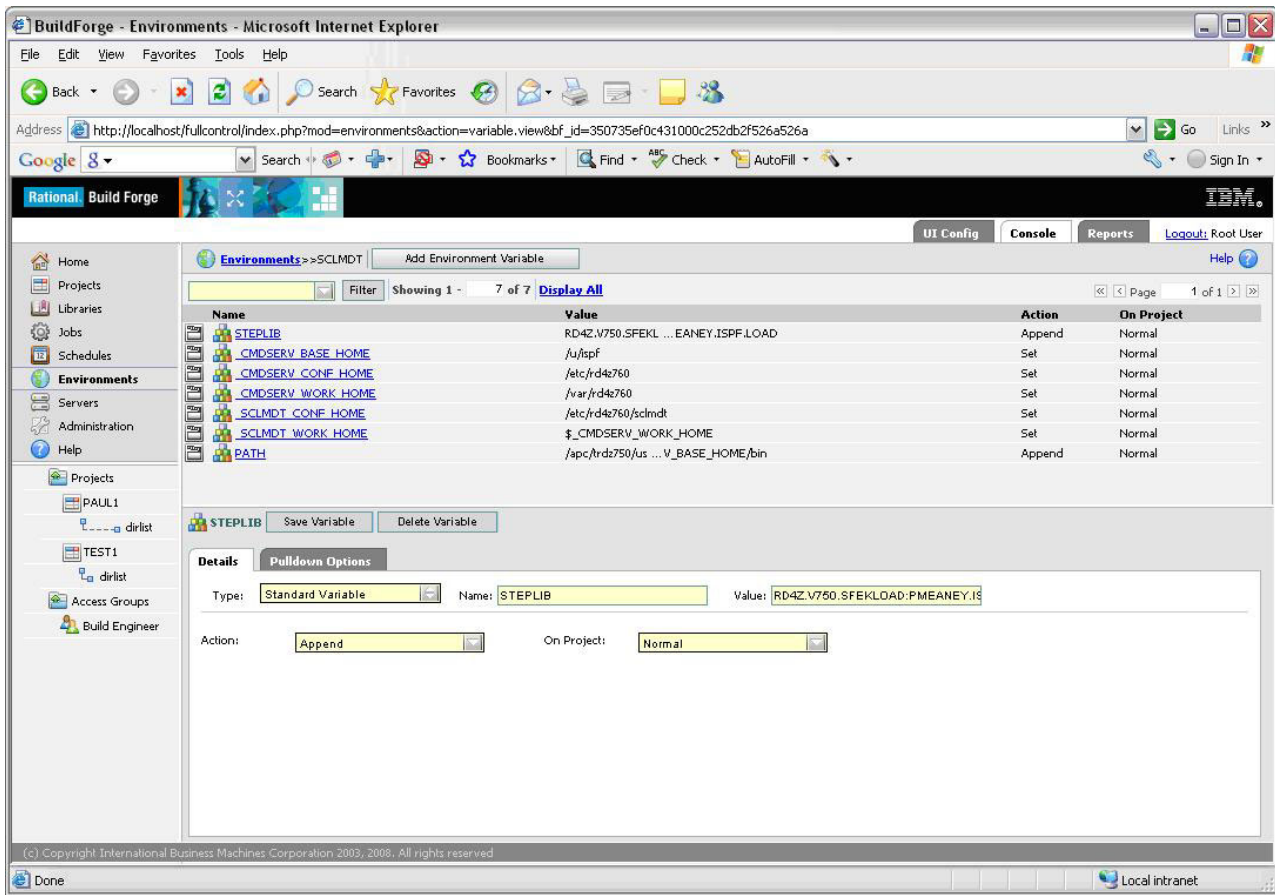 BuildForge - Environments - Microsoft Internet Explorer
File Edit View Favorites Tools Help
Back Search Favorites
Address http://localhost/fullcontrol/index.php?mod=environments&action=variable.view&bf_id=350735ef0c431000c252db2f526a526a Go Links »
Google 8 Search Bookmarks Find ABC Check AutoFill Sign In
Rational. Build Forge IBM.
UI Config Console Reports Logout: Root User
Home
Projects
Libraries
Jobs
12 Schedules
Environments
Servers
Administration
Help
Projects
PAUL1
dirlist
TEST1
dirlist
Access Groups
Build Engineer
Environments>>SCLMDT Add Environment Variable Help
Filter Showing 1 - 7 of 7 Display All Page 1 of 1
Name Value Action On Project
STEPLIB RD4Z.V750.SFEKL ...EANEY.ISPF.LOAD Append Normal
_CMDSERV_BASE_HOME /u/ispf Set Normal
_CMDSERV_CONF_HOME /etc/rd4z760 Set Normal
_CMDSERV_WORK_HOME /var/rd4z760 Set Normal
_SCLMDT_CONF_HOME /etc/rd4z760/sclmdt Set Normal
_SCLMDT_WORK_HOME $_CMDSERV_WORK_HOME Set Normal
PATH /apc/trdz750/us ...V_BASE_HOME/bin Append Normal
STEPLIB Save Variable Delete Variable
Details Pulldown Options
Type: Standard Variable Name: STEPLIB Value: RD4Z.V750.SFEKLOAD:PMEANEY.IS
Action: Append On Project: Normal
(c) Copyright International Business Machines Corporation 2003, 2008. All rights reserved
Done Local intranet